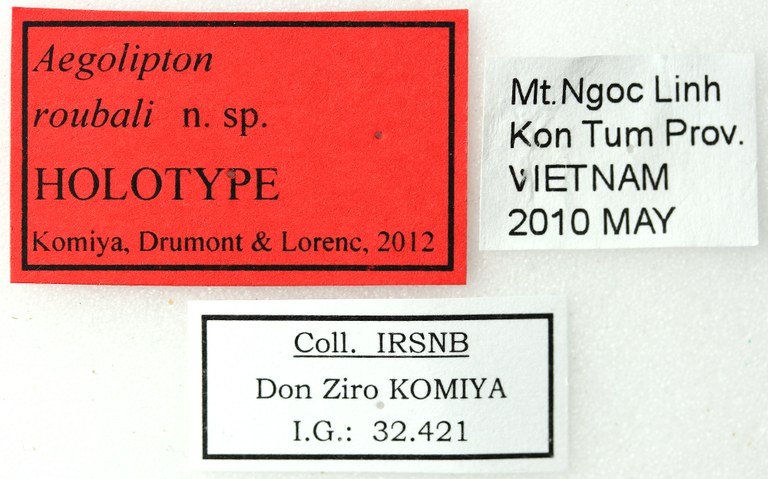 Aegolipton
roubali n. sp.
HOLOTYPE
Komiya, Drumont & Lorenc, 2012
Mt.Ngoc Linh
Kon Tum Prov.
VIETNAM
2010 MAY
Coll. IRSNB
Don Ziro KOMIYA
I.G.: 32.421